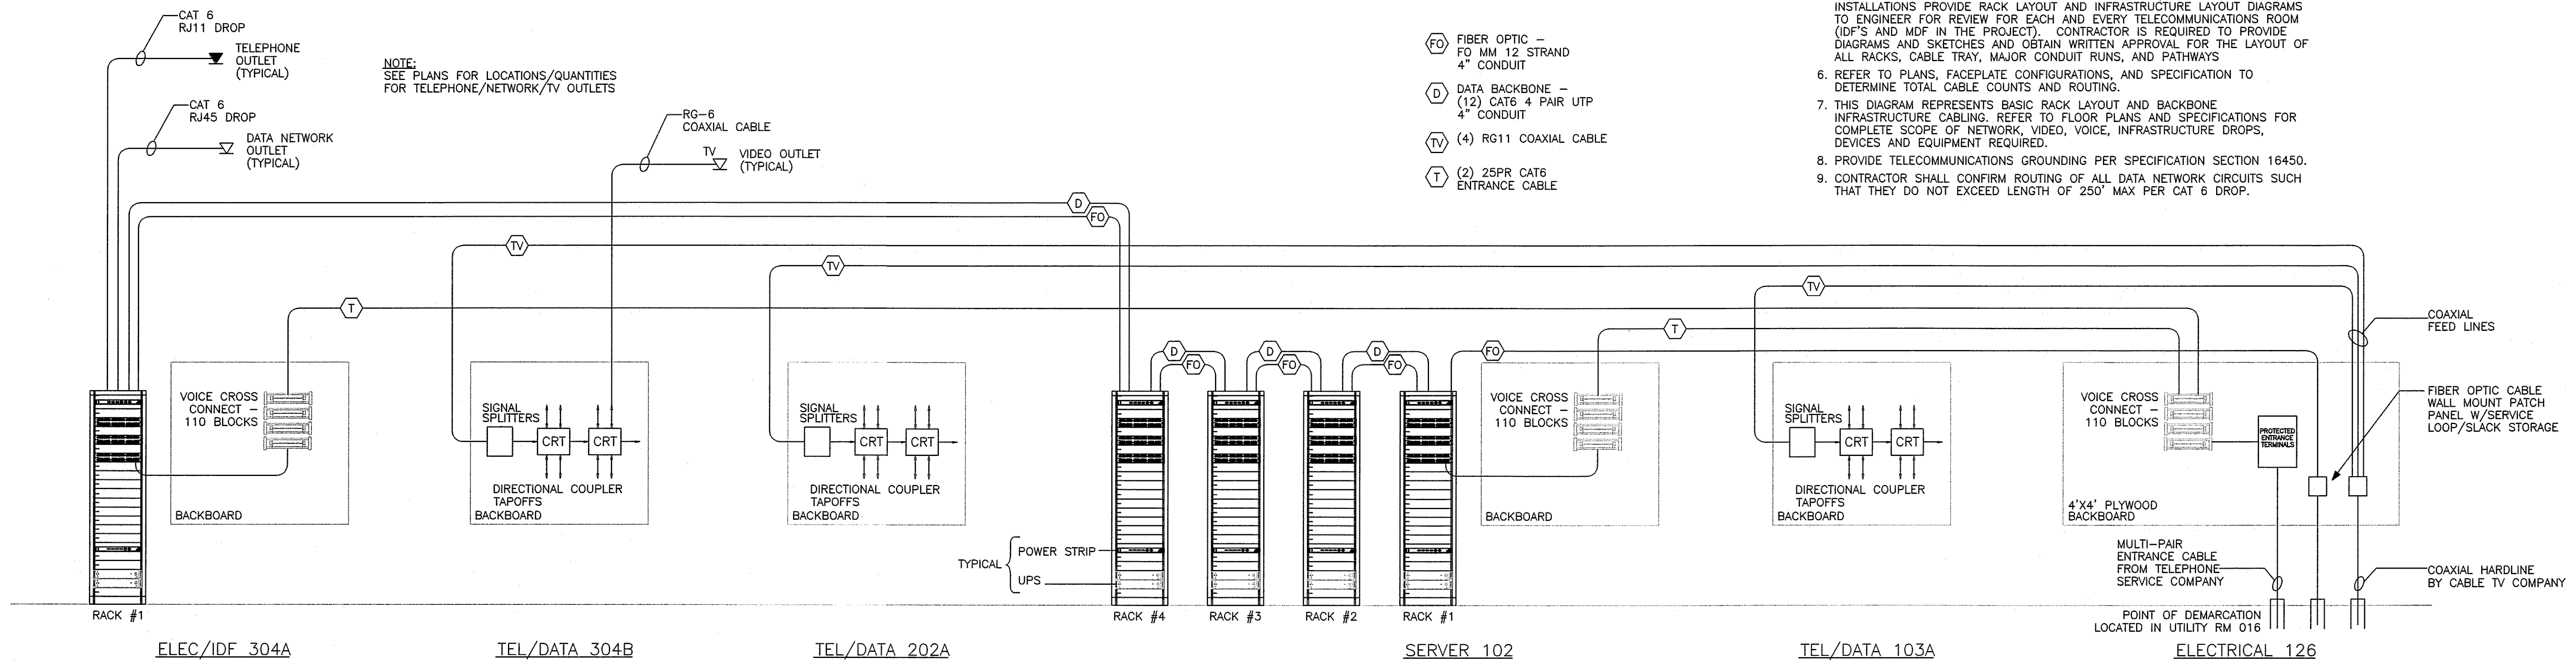 CAT 6
RJ11 DROP
TELEPHONE
OUTLET
(TYPICAL)
CAT 6
RJ45 DROP
DATA NETWORK
OUTLET
(TYPICAL)
NOTE:
SEE PLANS FOR LOCATIONS/QUANTITIES
FOR TELEPHONE/NETWORK/TV OUTLETS
RG-6
COAXIAL CABLE
TV
VIDEO OUTLET
(TYPICAL)
FO
FIBER OPTIC -
FO MM 12 STRAND
4" CONDUIT
D
DATA BACKBONE -
(12) CAT6 4 PAIR UTP
4" CONDUIT
TV
(4) RG11 COAXIAL CABLE
T
(2) 25PR CAT6
ENTRANCE CABLE
INSTALLATIONS PROVIDE RACK LAYOUT AND INFRASTRUCTURE LAYOUT DIAGRAMS
TO ENGINEER FOR REVIEW FOR EACH AND EVERY TELECOMMUNICATIONS ROOM
(IDF'S AND MDF IN THE PROJECT). CONTRACTOR IS REQUIRED TO PROVIDE
DIAGRAMS AND SKETCHES AND OBTAIN WRITTEN APPROVAL FOR THE LAYOUT OF
ALL RACKS, CABLE TRAY, MAJOR CONDUIT RUNS, AND PATHWAYS
6. REFER TO PLANS, FACEPLATE CONFIGURATIONS, AND SPECIFICATION TO
DETERMINE TOTAL CABLE COUNTS AND ROUTING.
7. THIS DIAGRAM REPRESENTS BASIC RACK LAYOUT AND BACKBONE
INFRASTRUCTURE CABLING. REFER TO FLOOR PLANS AND SPECIFICATIONS FOR
COMPLETE SCOPE OF NETWORK, VIDEO, VOICE, INFRASTRUCTURE DROPS,
DEVICES AND EQUIPMENT REQUIRED.
8. PROVIDE TELECOMMUNICATIONS GROUNDING PER SPECIFICATION SECTION 16450.
9. CONTRACTOR SHALL CONFIRM ROUTING OF ALL DATA NETWORK CIRCUITS SUCH
THAT THEY DO NOT EXCEED LENGTH OF 250' MAX PER CAT 6 DROP.
D
FO
TV
TV
TV
T
T
D
FO
D
FO
D
FO
FO
COAXIAL
FEED LINES
FIBER OPTIC CABLE
WALL MOUNT PATCH
PANEL W/SERVICE
LOOP/SLACK STORAGE
VOICE CROSS
CONNECT -
110 BLOCKS
BACKBOARD
SIGNAL
SPLITTERS
CRT
CRT
DIRECTIONAL COUPLER
TAPOFFS
BACKBOARD
SIGNAL
SPLITTERS
CRT
CRT
DIRECTIONAL COUPLER
TAPOFFS
BACKBOARD
TYPICAL
POWER STRIP
UPS
VOICE CROSS
CONNECT -
110 BLOCKS
BACKBOARD
SIGNAL
SPLITTERS
CRT
CRT
DIRECTIONAL COUPLER
TAPOFFS
BACKBOARD
VOICE CROSS
CONNECT -
110 BLOCKS
PROTECTED
ENTRANCE
TERMINALS
4'X4' PLYWOOD
BACKBOARD
MULTI-PAIR
ENTRANCE CABLE
FROM TELEPHONE
SERVICE COMPANY
COAXIAL HARDLINE
BY CABLE TV COMPANY
POINT OF DEMARCATION
LOCATED IN UTILITY RM 016
RACK #1
RACK #4
RACK #3
RACK #2
RACK #1
ELEC/IDF 304A
TEL/DATA 304B
TEL/DATA 202A
SERVER 102
TEL/DATA 103A
ELECTRICAL 126